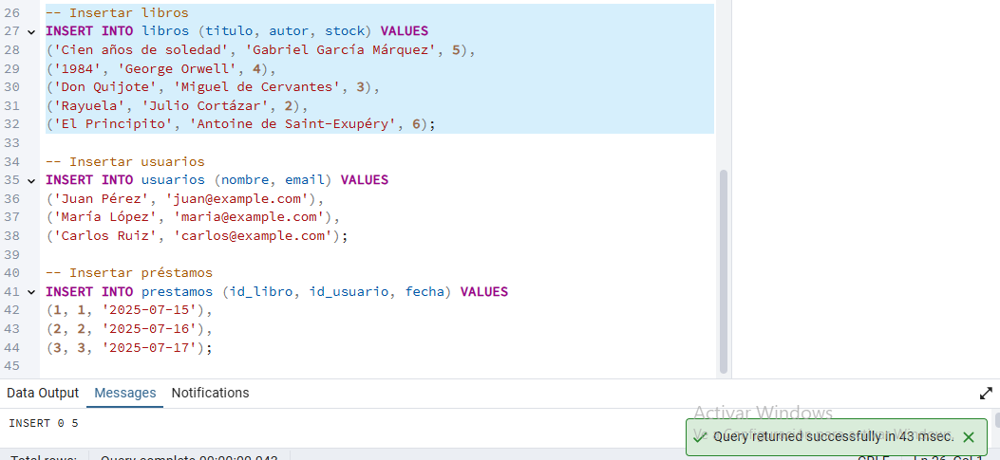 26 -- Insertar libros
27 INSERT INTO libros (titulo, autor, stock) VALUES
28 ('Cien años de soledad', 'Gabriel García Márquez', 5),
29 ('1984', 'George Orwell', 4),
30 ('Don Quijote', 'Miguel de Cervantes', 3),
31 ('Rayuela', 'Julio Cortázar', 2),
32 ('El Principito', 'Antoine de Saint-Exupéry', 6);
33
34 -- Insertar usuarios
35 INSERT INTO usuarios (nombre, email) VALUES
36 ('Juan Pérez', 'juan@example.com'),
37 ('María López', 'maria@example.com'),
38 ('Carlos Ruiz', 'carlos@example.com');
39
40 -- Insertar préstamos
41 INSERT INTO prestamos (id_libro, id_usuario, fecha) VALUES
42 (1, 1, '2025-07-15'),
43 (2, 2, '2025-07-16'),
44 (3, 3, '2025-07-17');
45
Data Output Messages Notifications
INSERT 0 5
Activar Windows
Ve a Configuración para activar Windows.
Query returned successfully in 43 msec.
Total rows: Query complete 00:00:00.043 CRLF Ln 26, Col 1